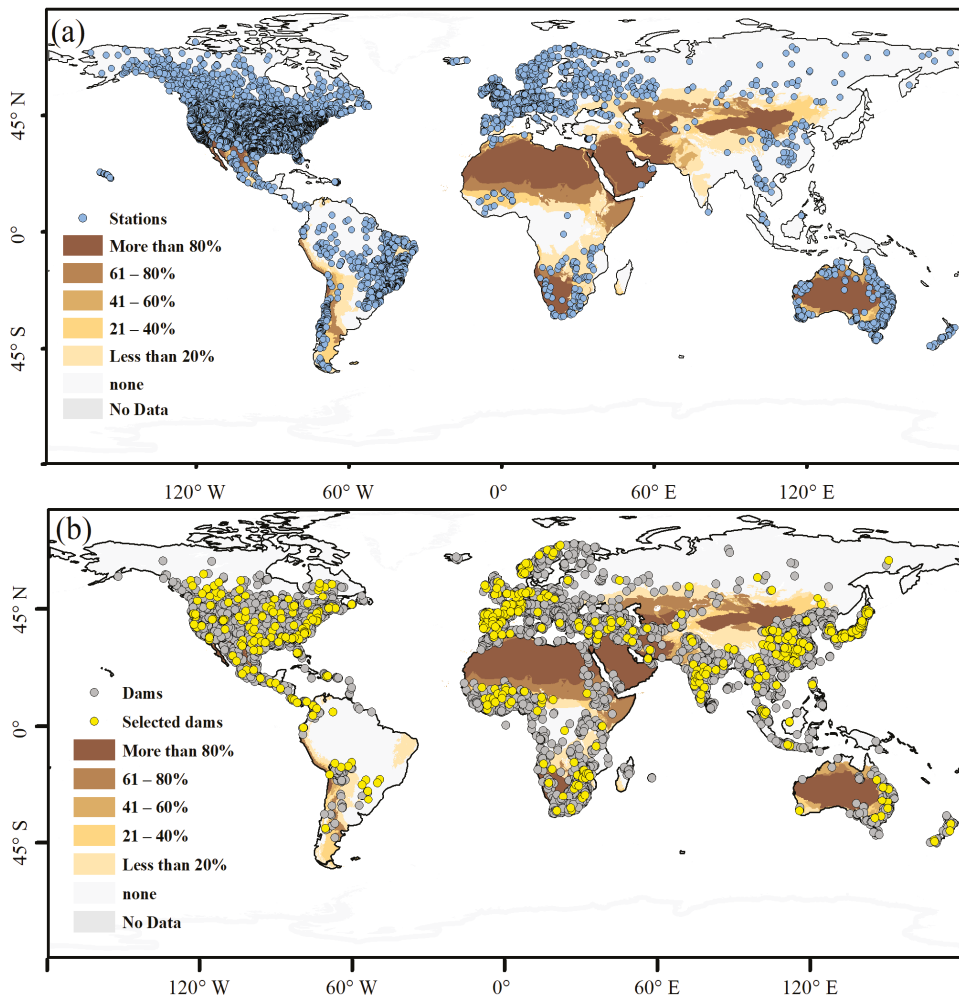 (a)
45° N
0°
45° S
Stations
More than 80%
61 – 80%
41 – 60%
21 – 40%
Less than 20%
none
No Data
120° W 60° W 0° 60° E 120° E
(b)
45° N
0°
45° S
Dams
Selected dams
More than 80%
61 – 80%
41 – 60%
21 – 40%
Less than 20%
none
No Data
120° W 60° W 0° 60° E 120° E